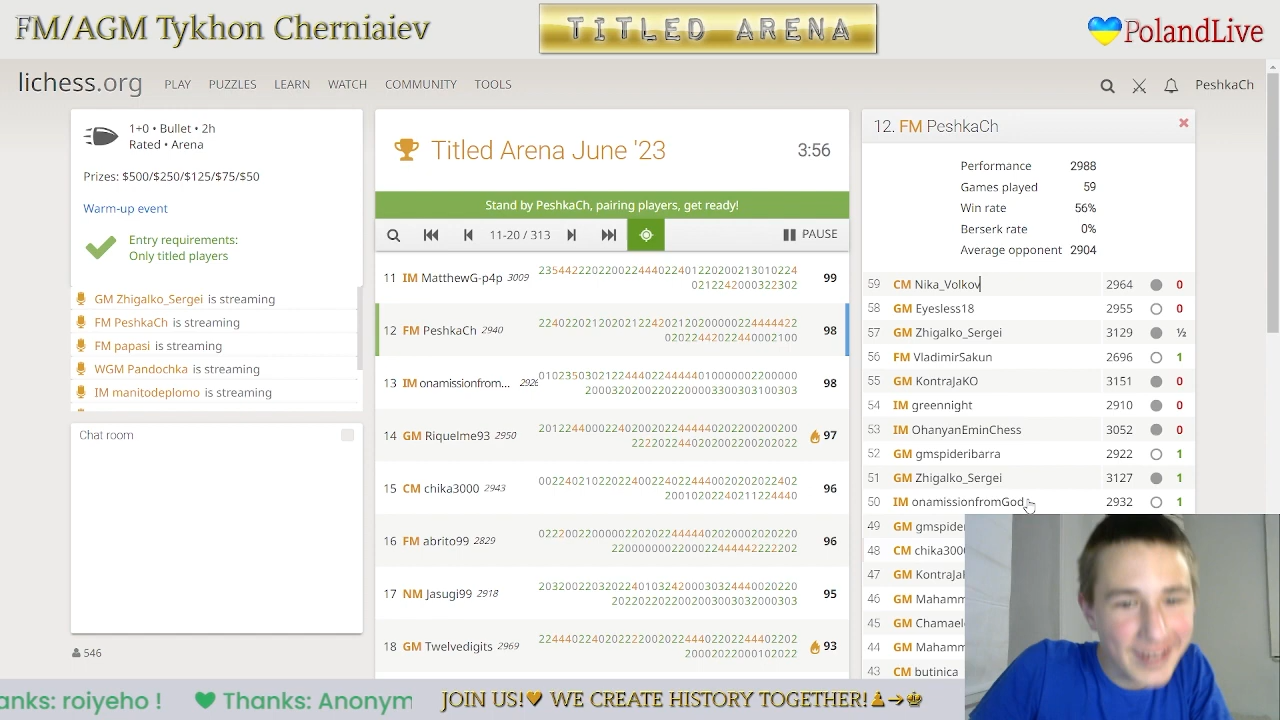 FM/AGM Tykhon Cherniaiev
TITLED ARENA
PolandLive
lichess.org
PLAY
PUZZLES
LEARN
WATCH
COMMUNITY
TOOLS
PeshkaCh
1+0 • Bullet • 2h
Rated • Arena
Prizes: $500/$250/$125/$75/$50
Warm-up event
Entry requirements:
Only titled players
GM Zhigalko_Sergei is streaming
FM PeshkaCh is streaming
FM papasi is streaming
WGM Pandochka is streaming
IM manitodeplomo is streaming
Chat room
546
Titled Arena June '23
3:56
Stand by PeshkaCh, pairing players, get ready!
11-20 / 313
PAUSE
11 IM MatthewG-p4p 3009
99
12 FM PeshkaCh 2940
98
13 IM onamissionfrom...
98
14 GM Riquelme93 2950
97
15 CM chika3000 2943
96
16 FM abrito99 2829
96
17 NM Jasugi99 2918
95
18 GM Twelvedigits 2969
93
12. FM PeshkaCh
Performance 2988
Games played 59
Win rate 56%
Berserk rate 0%
Average opponent 2904
59 CM Nika_Volkov 2964 0
58 GM Eyesless18 2955 0
57 GM Zhigalko_Sergei 3129 ½
56 FM VladimirSakun 2696 1
55 GM KontraJaKO 3151 0
54 IM greennight 2910 0
53 IM OhanyanEminChess 3052 0
52 GM gmspideribarra 2922 1
51 GM Zhigalko_Sergei 3127 1
50 IM onamissionfromGod 2932 1
49 GM gmspider
48 CM chika300
47 GM KontraJa
46 GM Mahamm
45 GM Chamael
44 GM Mahamm
43 CM butinica
anks: roiyeho !
Thanks: Anonym
JOIN US! WE CREATE HISTORY TOGETHER!